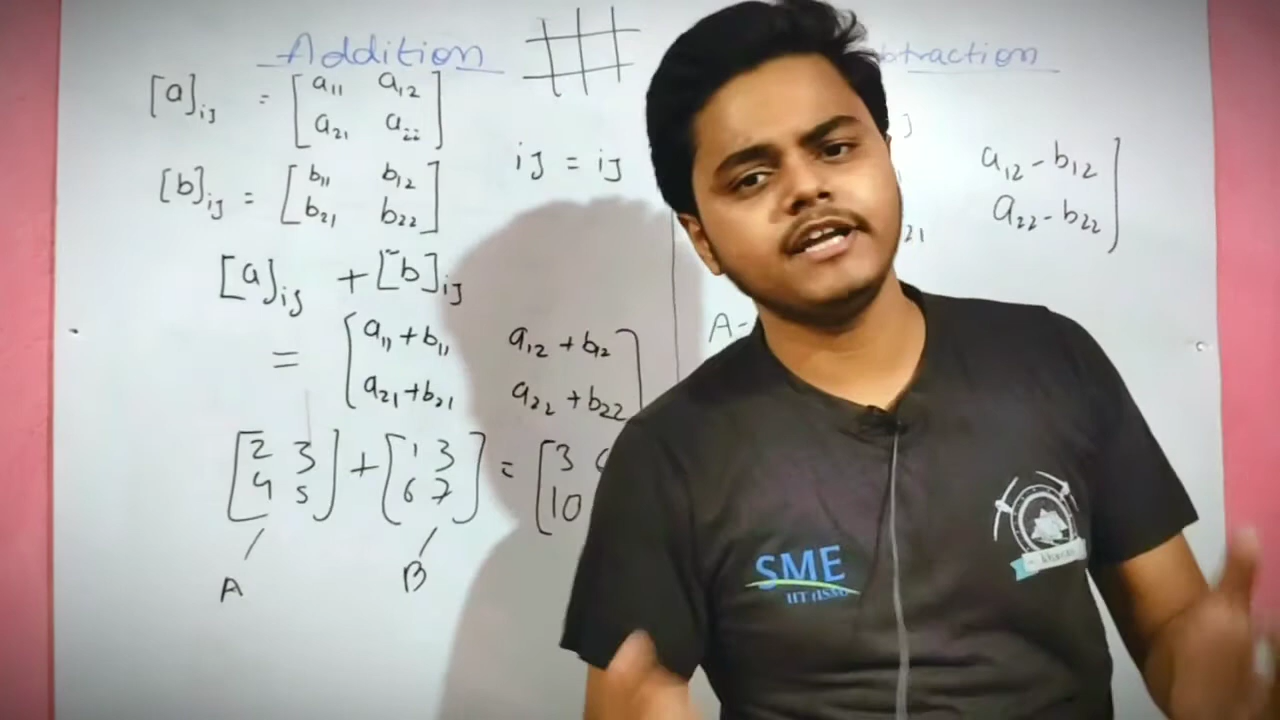 Addition
btraction
[a]ij = [a11 a12
a21 aii]
[b]ij = [b11 b12
b21 b22]
ij = ij
[a]ij + [b]ij
= [a11+b11 a12+b12
a21+b21 a22+b22]
[2 3
4 5] + [1 3
6 7] = [3
10
A B
j
a12-b12
21 a22-b22]
A-
SME
IIT (ISM)